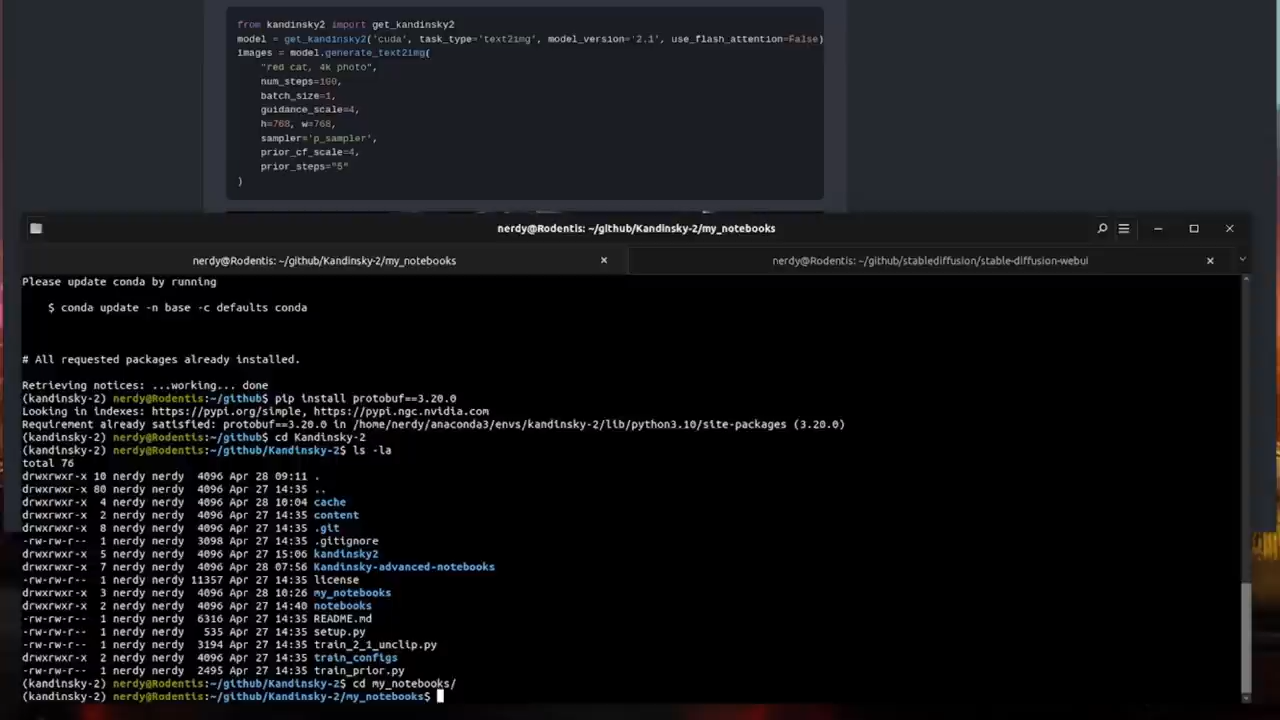 from kandinsky2 import get_kandinsky2
model = get_kandinsky2('cuda', task_type='text2img', model_version='2.1', use_flash_attention=False)
images = model.generate_text2img(
    "red cat, 4k photo",
    num_steps=100,
    batch_size=1,
    guidance_scale=4,
    h=768, w=768,
    sampler='p_sampler',
    prior_cf_scale=4,
    prior_steps="5"
)
nerdy@Rodentis: ~/github/Kandinsky-2/my_notebooks
nerdy@Rodentis: ~/github/Kandinsky-2/my_notebooks
nerdy@Rodentis: ~/github/stablediffusion/stable-diffusion-webui
Please update conda by running
    $ conda update -n base -c defaults conda
# All requested packages already installed.
Retrieving notices: ...working... done
(kandinsky-2) nerdy@Rodentis:~/github$ pip install protobuf==3.20.0
Looking in indexes: https://pypi.org/simple, https://pypi.ngc.nvidia.com
Requirement already satisfied: protobuf==3.20.0 in /home/nerdy/anaconda3/envs/kandinsky-2/lib/python3.10/site-packages (3.20.0)
(kandinsky-2) nerdy@Rodentis:~/github$ cd Kandinsky-2
(kandinsky-2) nerdy@Rodentis:~/github/Kandinsky-2$ ls -la
total 76
drwxrwxr-x 10 nerdy nerdy  4096 Apr 28 09:11 .
drwxrwxr-x 80 nerdy nerdy  4096 Apr 27 14:35 ..
drwxrwxr-x  4 nerdy nerdy  4096 Apr 28 10:04 cache
drwxrwxr-x  2 nerdy nerdy  4096 Apr 27 14:35 content
drwxrwxr-x  8 nerdy nerdy  4096 Apr 27 14:35 .git
-rw-rw-r--  1 nerdy nerdy  3098 Apr 27 14:35 .gitignore
drwxrwxr-x  5 nerdy nerdy  4096 Apr 27 15:06 kandinsky2
drwxrwxr-x  7 nerdy nerdy  4096 Apr 28 07:56 Kandinsky-advanced-notebooks
-rw-rw-r--  1 nerdy nerdy 11357 Apr 27 14:35 license
drwxrwxr-x  3 nerdy nerdy  4096 Apr 28 10:26 my_notebooks
drwxrwxr-x  2 nerdy nerdy  4096 Apr 27 14:40 notebooks
-rw-rw-r--  1 nerdy nerdy  6316 Apr 27 14:35 README.md
-rw-rw-r--  1 nerdy nerdy   535 Apr 27 14:35 setup.py
-rw-rw-r--  1 nerdy nerdy  3194 Apr 27 14:35 train_2_1_unclip.py
drwxrwxr-x  2 nerdy nerdy  4096 Apr 27 14:35 train_configs
-rw-rw-r--  1 nerdy nerdy  2495 Apr 27 14:35 train_prior.py
(kandinsky-2) nerdy@Rodentis:~/github/Kandinsky-2$ cd my_notebooks/
(kandinsky-2) nerdy@Rodentis:~/github/Kandinsky-2/my_notebooks$